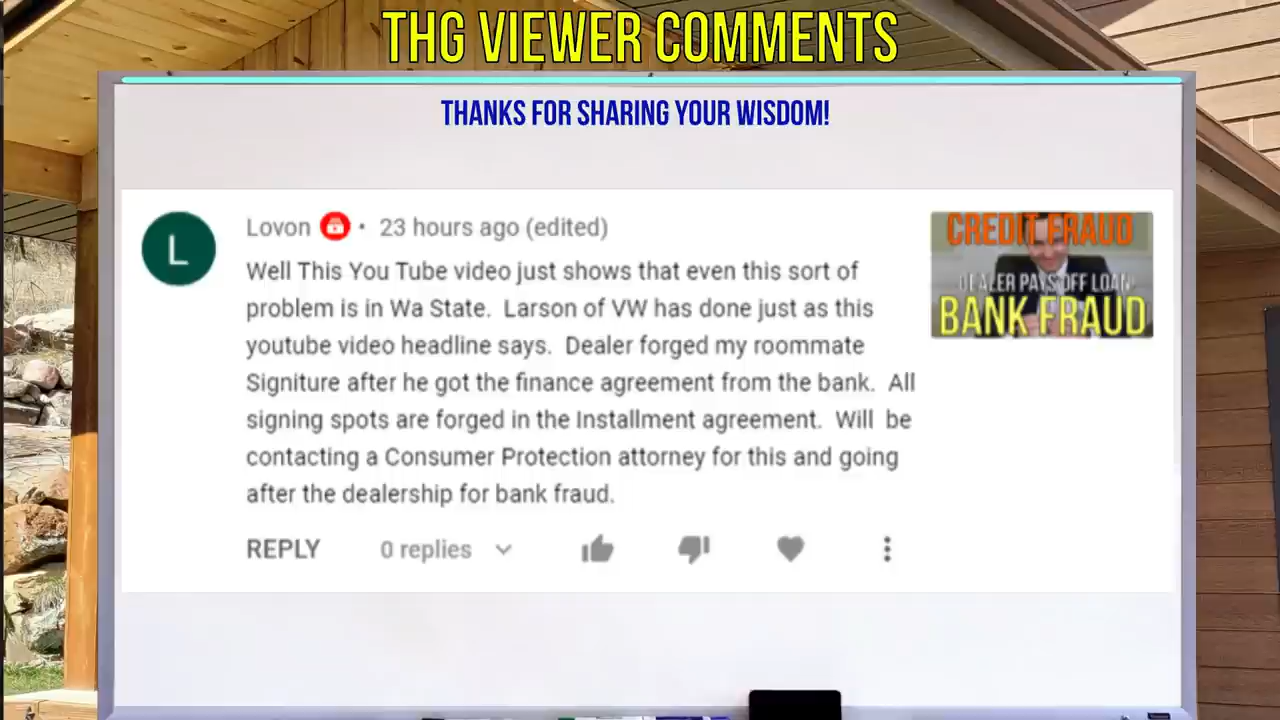 THG VIEWER COMMENTS
THANKS FOR SHARING YOUR WISDOM!
L
Lovon • 23 hours ago (edited)
Well This You Tube video just shows that even this sort of
problem is in Wa State. Larson of VW has done just as this
youtube video headline says. Dealer forged my roommate
Signiture after he got the finance agreement from the bank. All
signing spots are forged in the Installment agreement. Will be
contacting a Consumer Protection attorney for this and going
after the dealership for bank fraud.
REPLY 0 replies
CREDIT FRAUD
DEALER PAYS OFF LOAN
BANK FRAUD